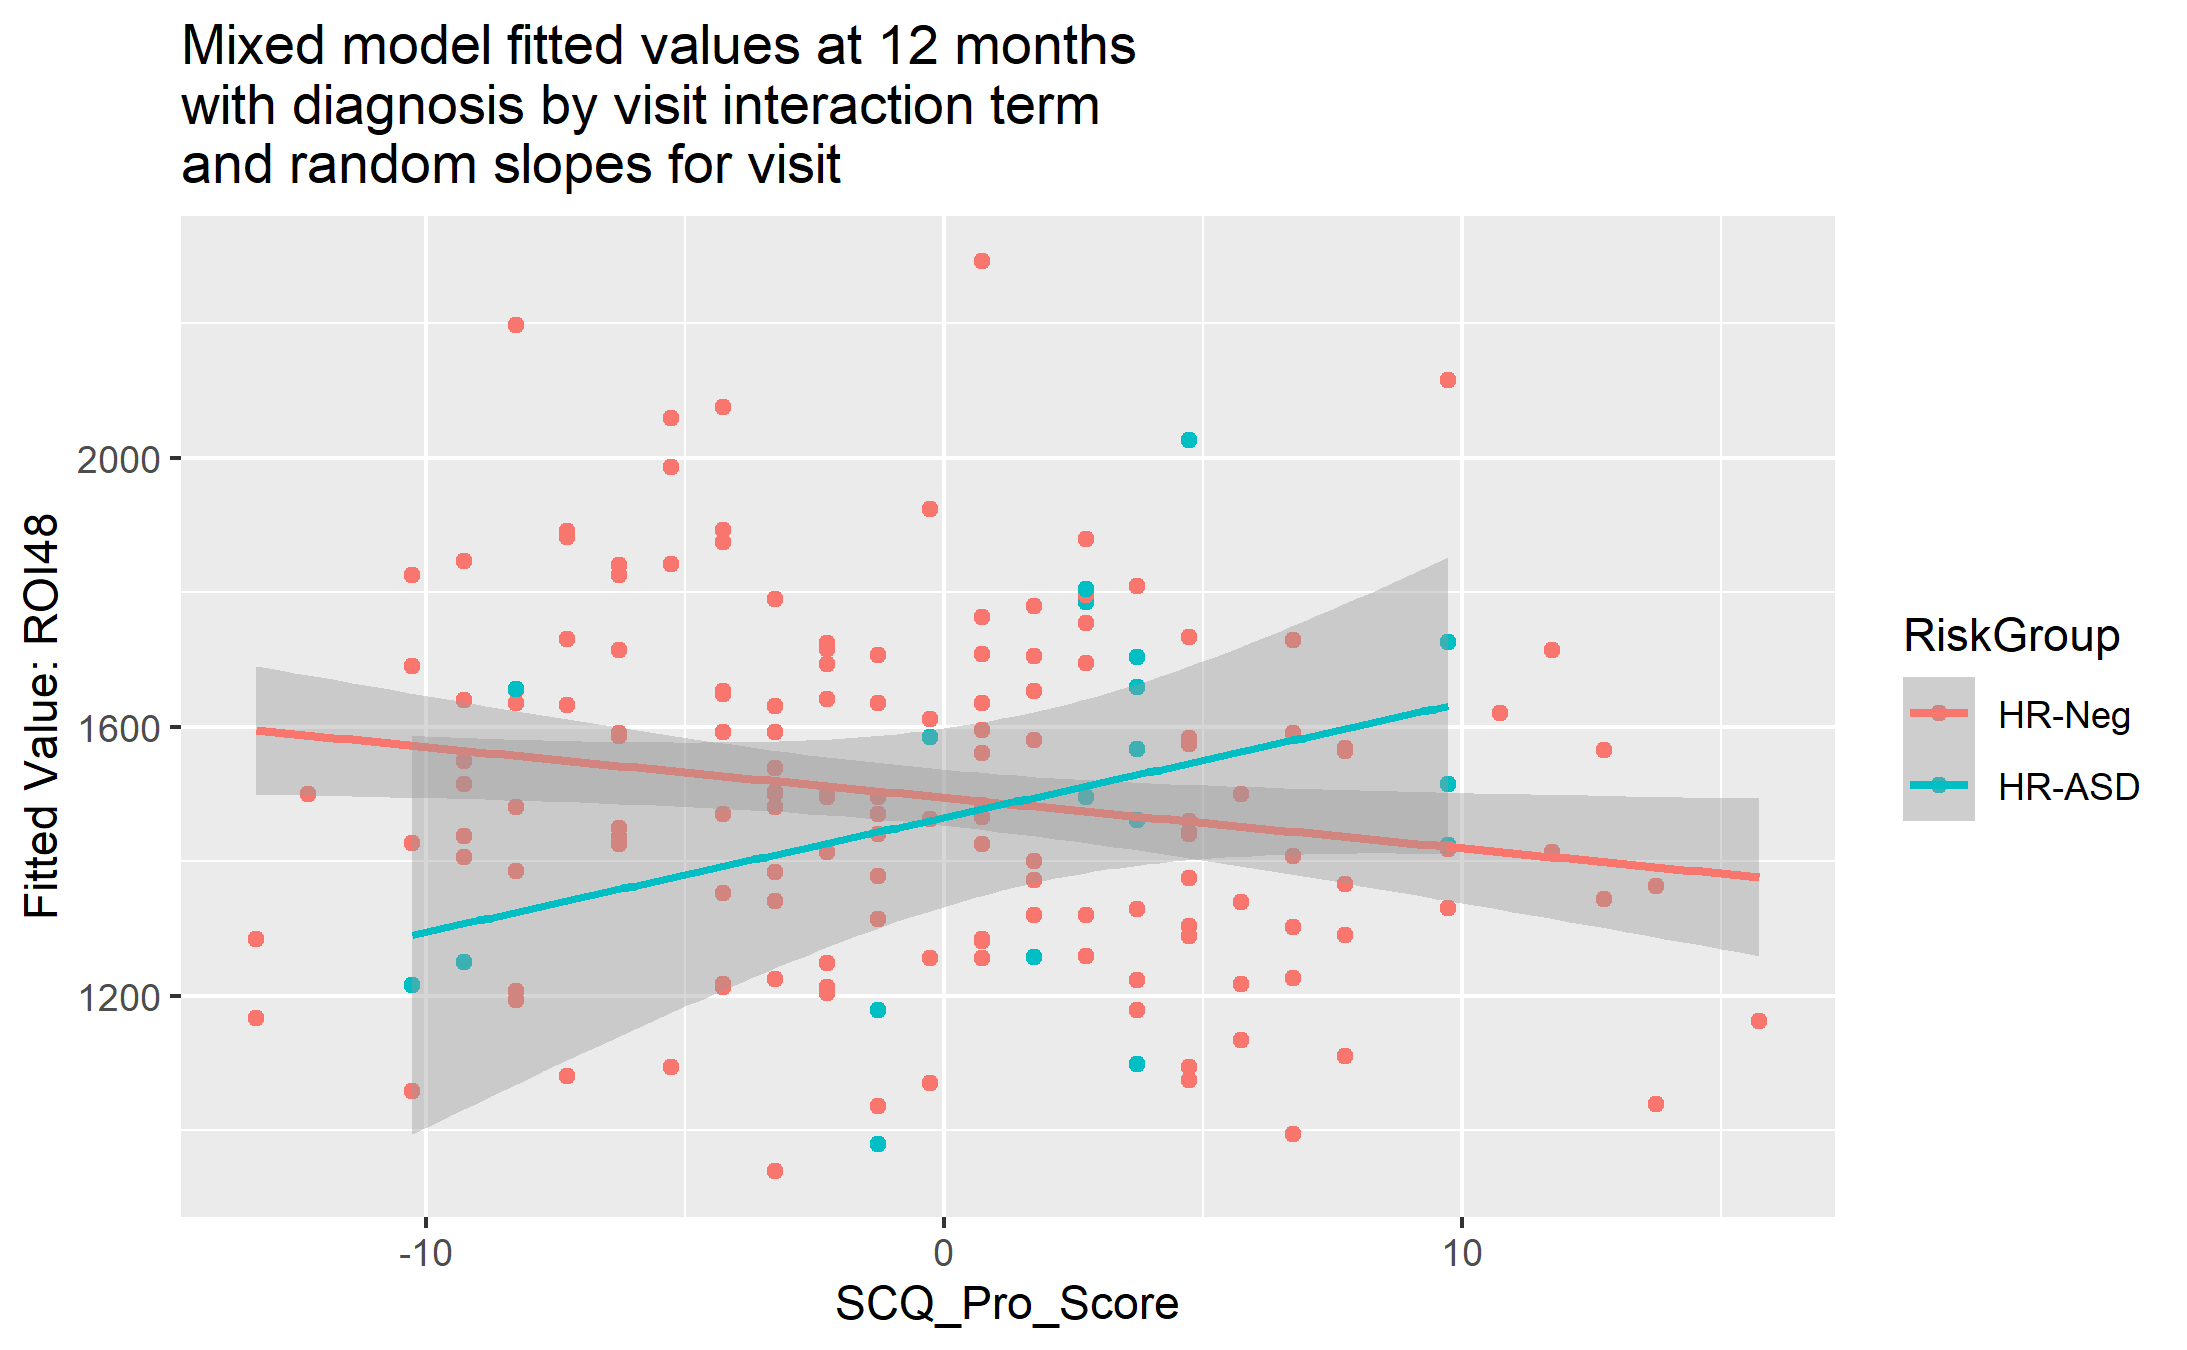 Mixed model fitted values at 12 months
with diagnosis by visit interaction term
and random slopes for visit
Fitted Value: ROI48
2000
1600
1200
-10
0
10
SCQ_Pro_Score
RiskGroup
HR-Neg
HR-ASD